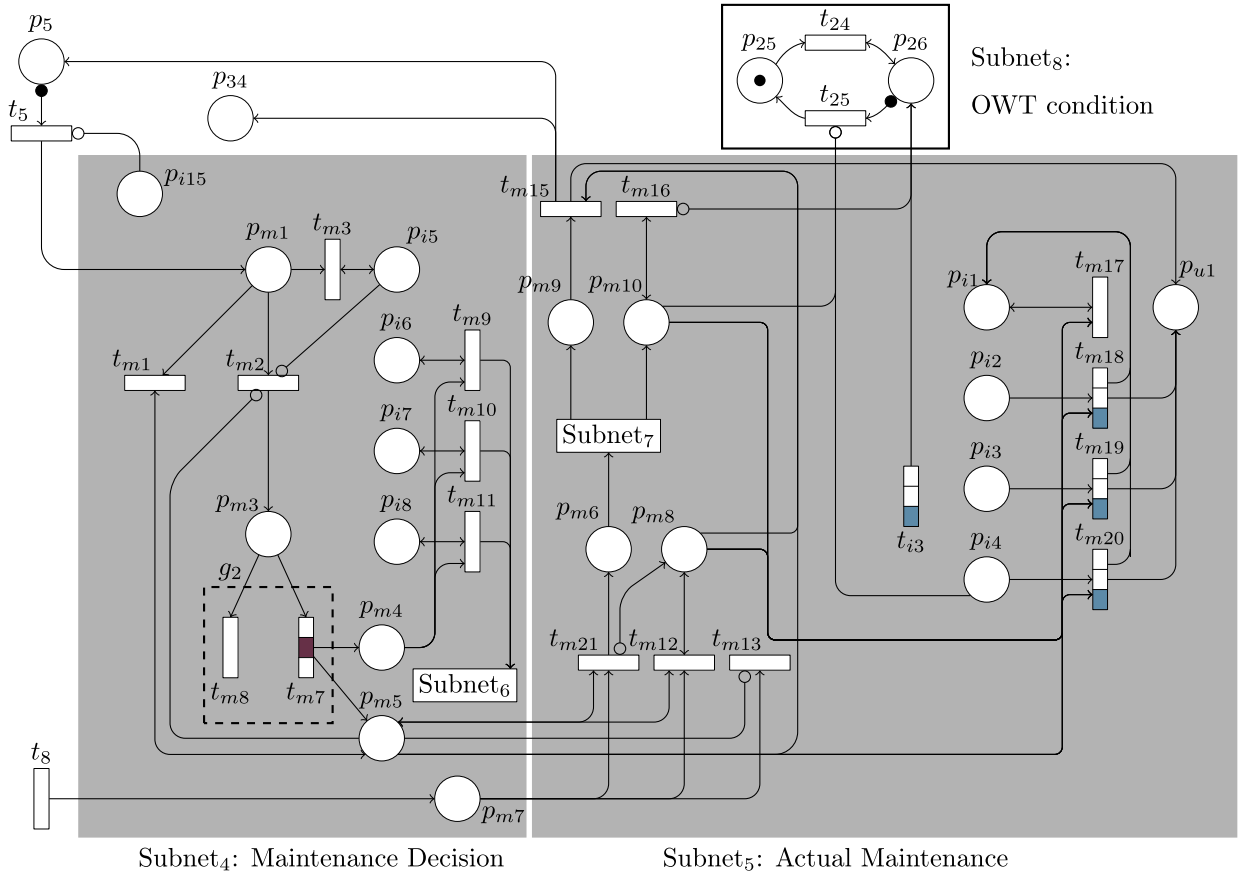 p₅
t₂₄
p₂₅
p₂₆
Subnet₈:
p₃₄
t₂₅
OWT condition
t₅
pᵢ₁₅
tₘ₁₅
tₘ₁₆
pₘ₁
tₘ₃
pᵢ₅
pₘ₉
pₘ₁₀
pᵢ₁
tₘ₁₇
pᵤ₁
pᵢ₆
tₘ₉
tₘ₁
tₘ₂
pᵢ₂
tₘ₁₈
pᵢ₇
tₘ₁₀
Subnet₇
pᵢ₃
tₘ₁₉
pₘ₃
pᵢ₈
tₘ₁₁
pₘ₆
pₘ₈
tᵢ₃
pᵢ₄
tₘ₂₀
g₂
pₘ₄
tₘ₂₁
tₘ₁₂
tₘ₁₃
tₘ₈
tₘ₇
Subnet₆
pₘ₅
t₈
pₘ₇
Subnet₄: Maintenance Decision
Subnet₅: Actual Maintenance